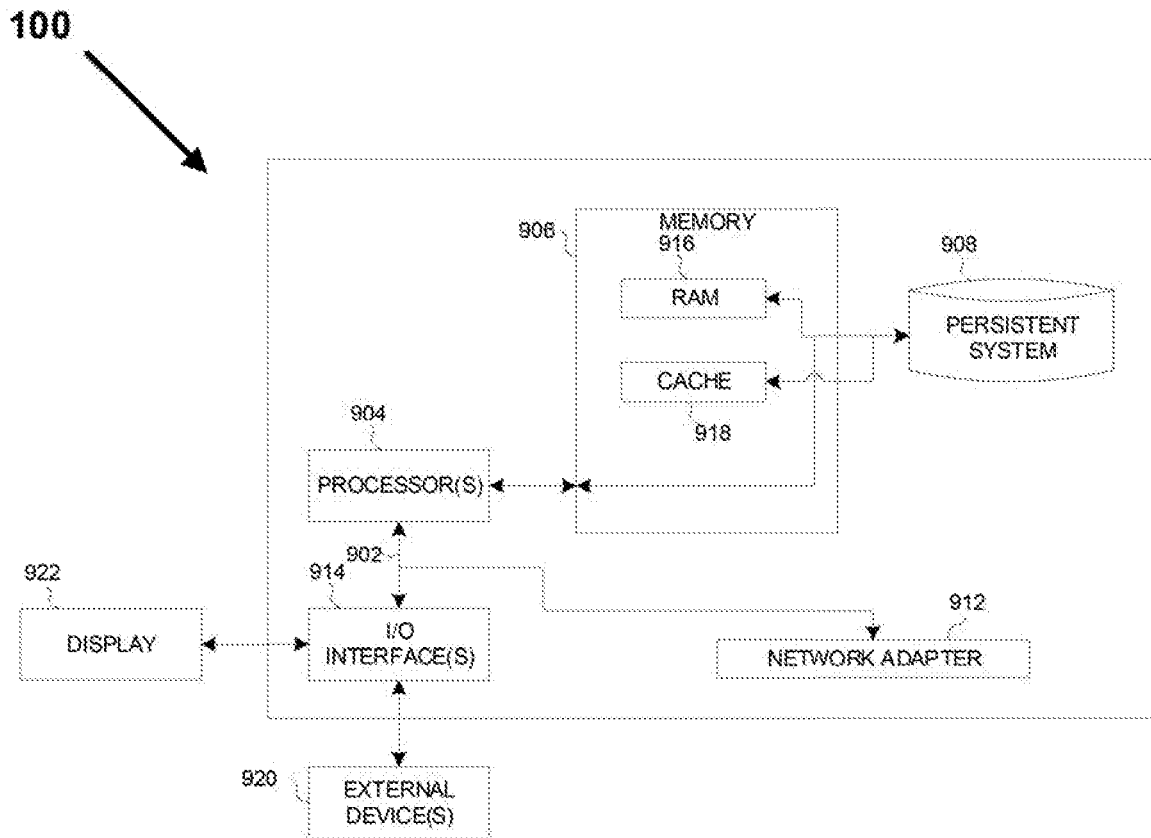 100
MEMORY
906
916
908
RAM
PERSISTENT
SYSTEM
CACHE
918
904
PROCESSOR(S)
902
922
914
912
DISPLAY
I/O
INTERFACE(S)
NETWORK ADAPTER
920
EXTERNAL
DEVICE(S)